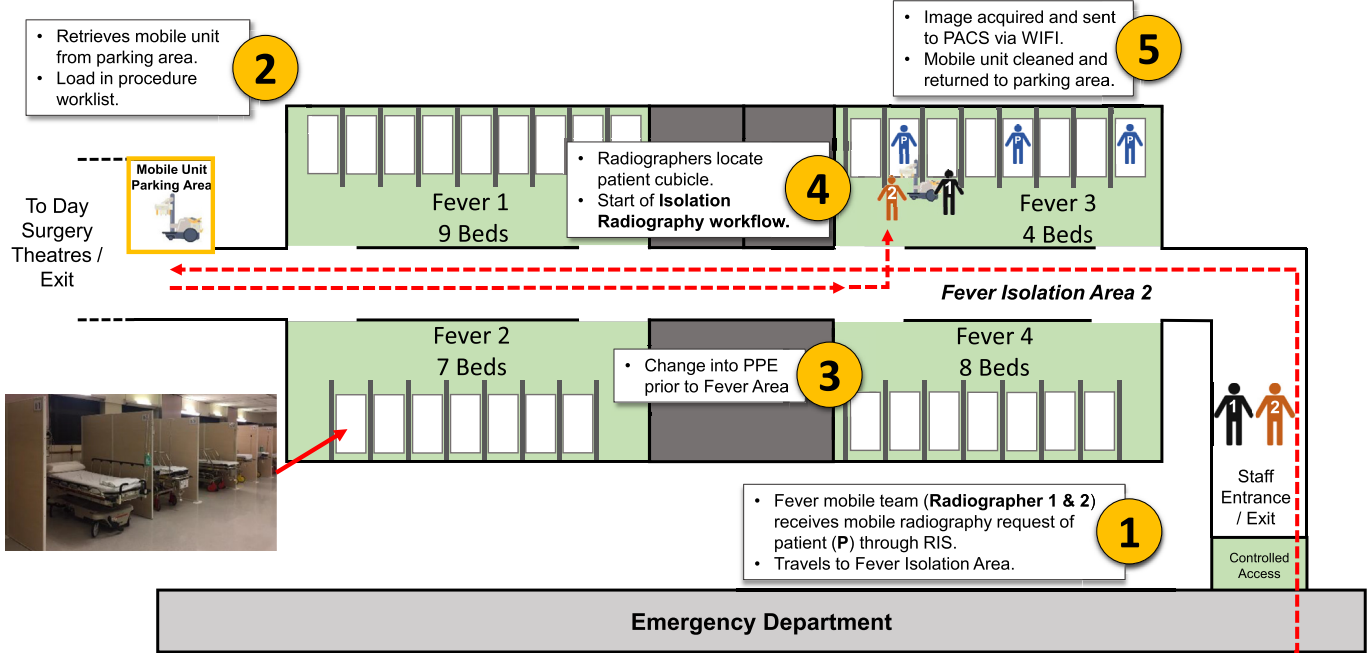 • Retrieves mobile unit
from parking area.
• Load in procedure
worklist.
2
• Image acquired and sent
to PACS via WIFI.
• Mobile unit cleaned and
returned to parking area.
5
Mobile Unit
Parking Area
To Day
Surgery
Theatres /
Exit
Fever 1
9 Beds
• Radiographers locate
patient cubicle.
• Start of Isolation
Radiography workflow.
4
P
P
P
2
1
Fever 3
4 Beds
Fever Isolation Area 2
Fever 2
7 Beds
• Change into PPE
prior to Fever Area
3
Fever 4
8 Beds
1
2
Staff
Entrance
/ Exit
• Fever mobile team (Radiographer 1 & 2)
receives mobile radiography request of
patient (P) through RIS.
• Travels to Fever Isolation Area.
1
Controlled
Access
Emergency Department